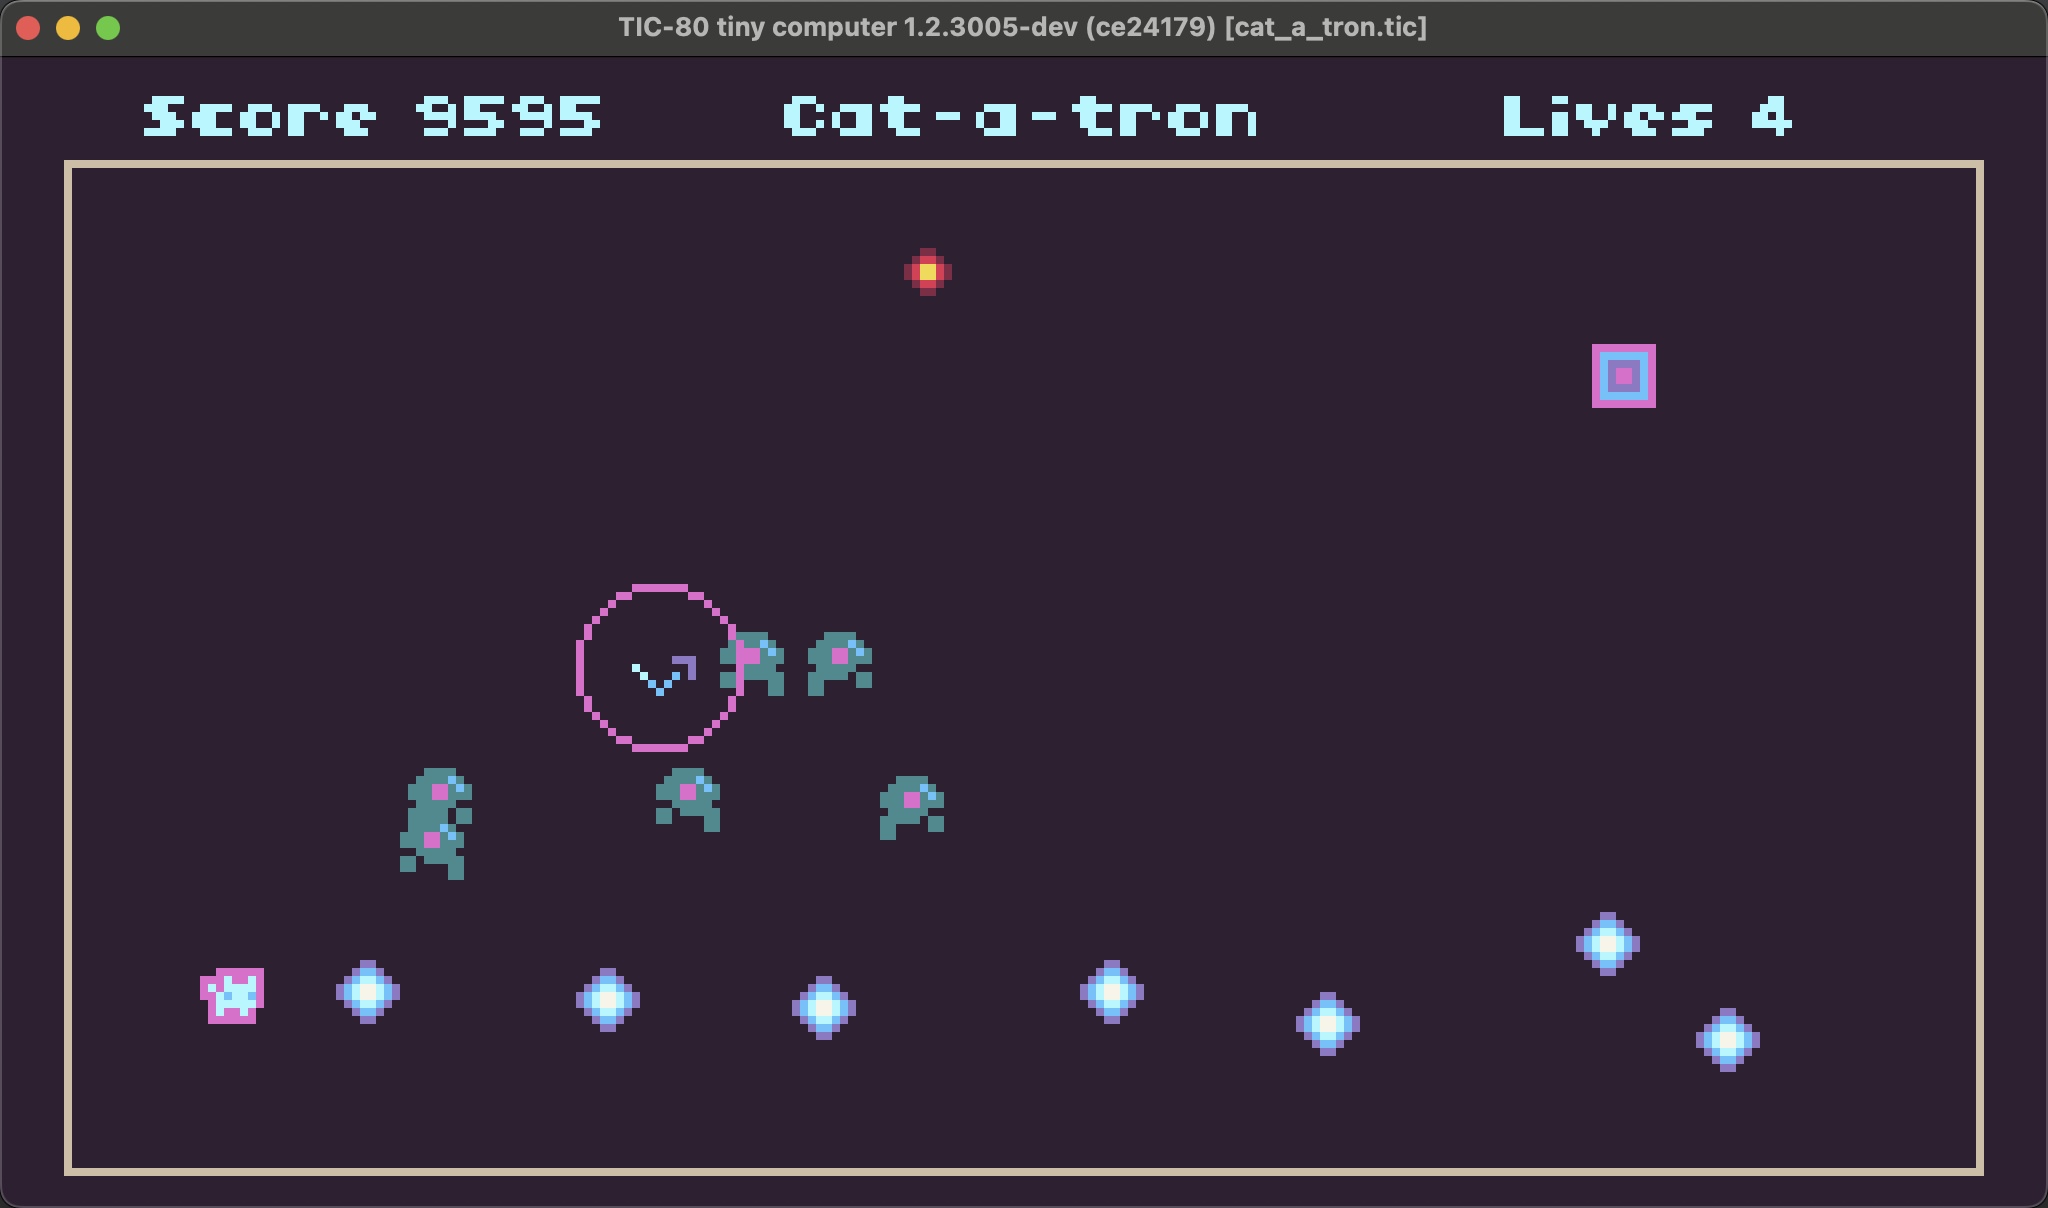 TIC-80 tiny computer 1.2.3005-dev (ce24179) [cat_a_tron.tic]
Score 9595 Cat-a-tron Lives 4